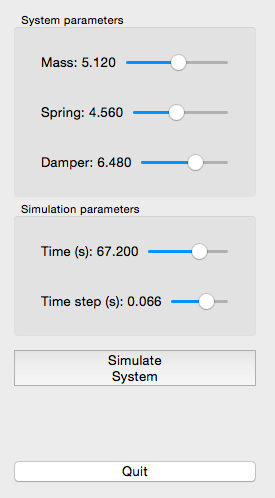 System parameters
Mass: 5.120
Spring: 4.560
Damper: 6.480
Simulation parameters
Time (s): 67.200
Time step (s): 0.066
Simulate
System
Quit